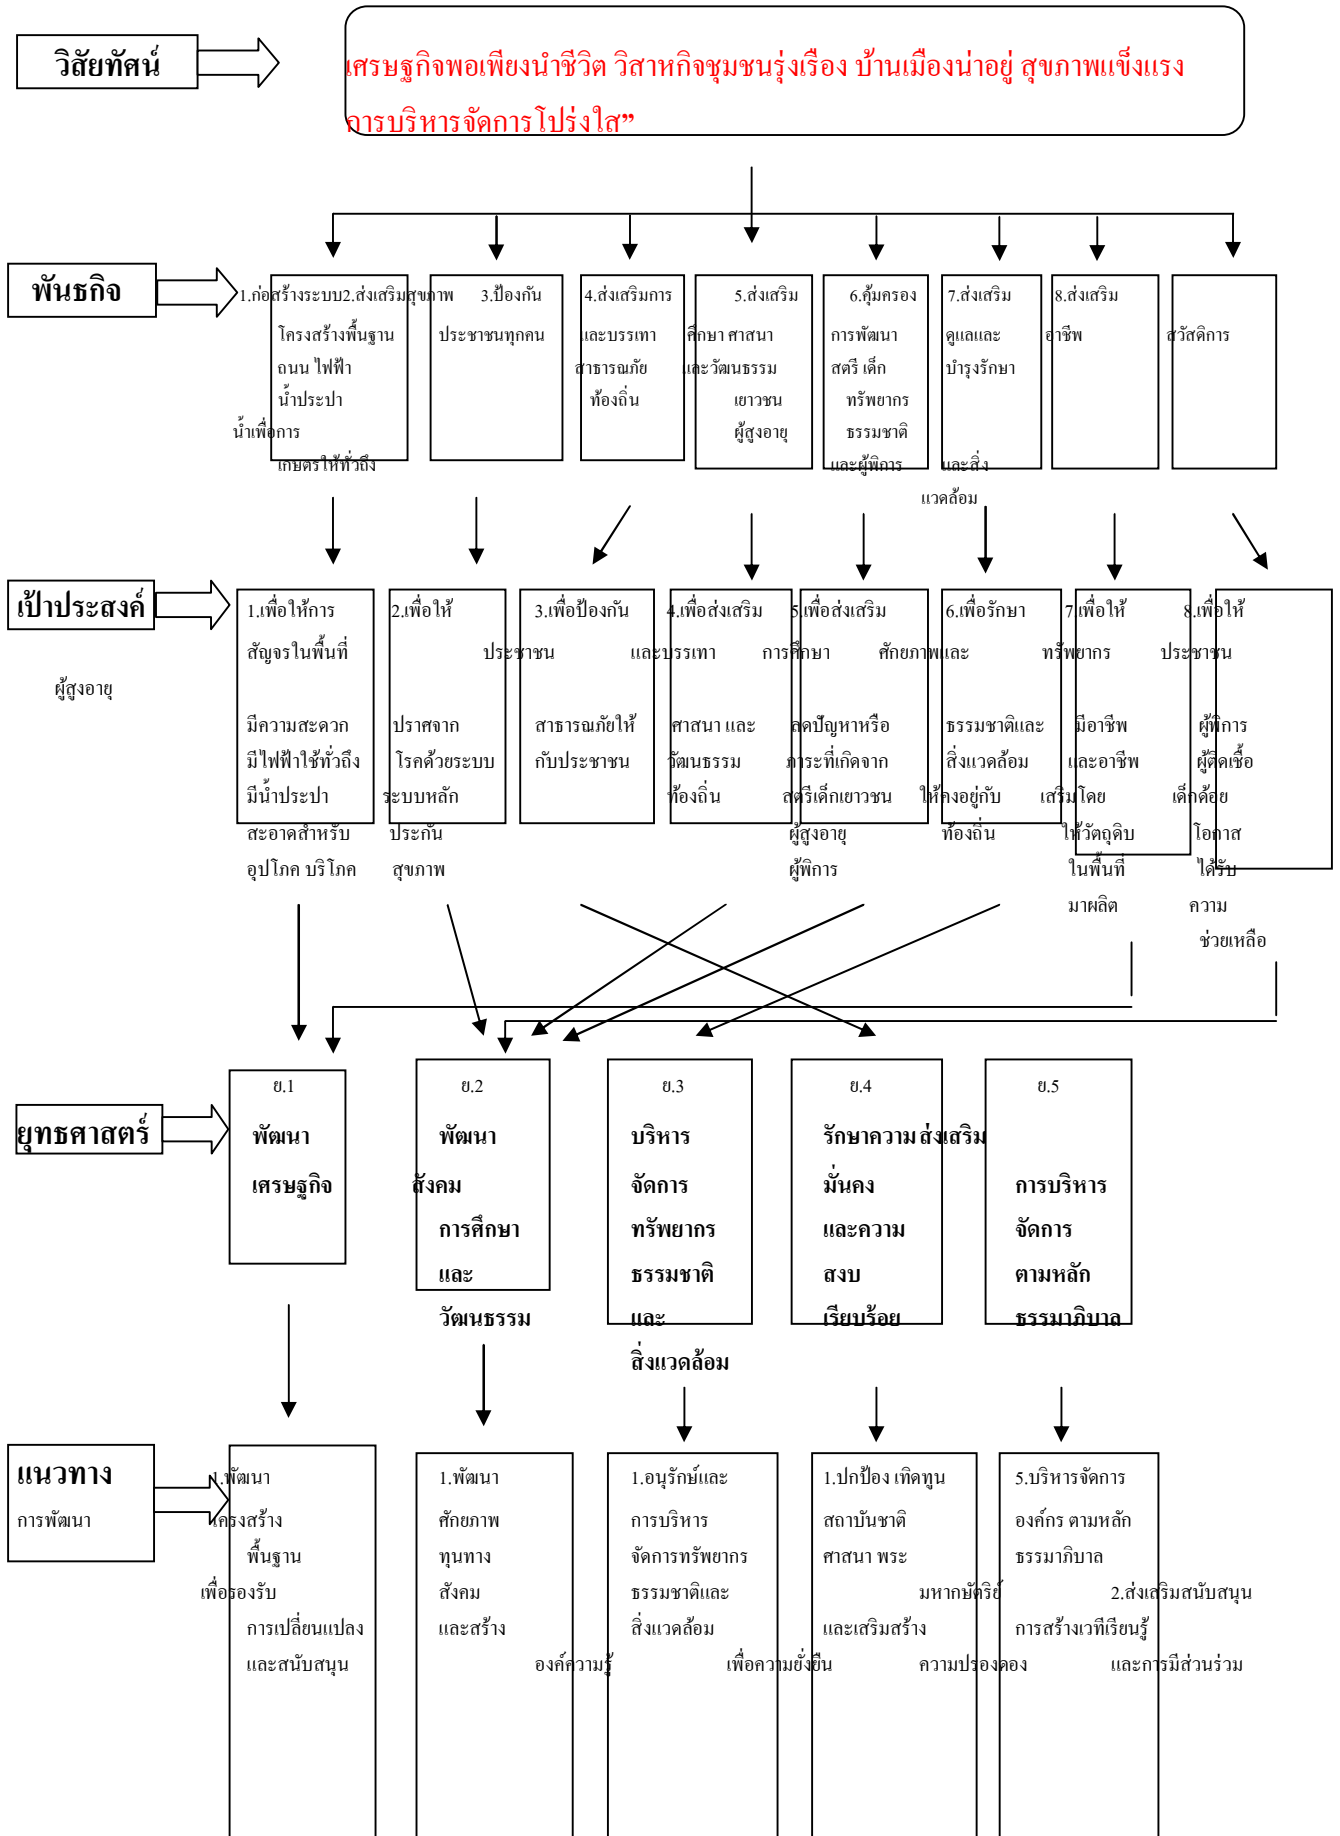 วิสัยทัศน์
เศรษฐกิจพอเพียงนำชีวิต วิสาหกิจชุมชนรุ่งเรือง บ้านเมืองน่าอยู่ สุขภาพแข็งแรง
การบริหารจัดการโปร่งใส”
พันธกิจ
1.ก่อสร้างระบบ2.ส่งเสริมสุขภาพ 3.ป้องกัน 4.ส่งเสริมการ 5.ส่งเสริม 6.คุ้มครอง 7.ส่งเสริม 8.ส่งเสริม
โครงสร้างพื้นฐาน ประชาชนทุกคน และบรรเทา ศึกษา ศาสนา การพัฒนา ดูแลและ อาชีพ สวัสดิการ
ถนน ไฟฟ้า สาธารณภัย และวัฒนธรรม สตรี เด็ก บำรุงรักษา
น้ำประปา ท้องถิ่น เยาวชน ทรัพยากร
น้ำเพื่อการ ผู้สูงอายุ ธรรมชาติ
เกษตรให้ทั่วถึง และผู้พิการ และสิ่ง
แวดล้อม
เป้าประสงค์
1.เพื่อให้การ 2.เพื่อให้ 3.เพื่อป้องกัน 4.เพื่อส่งเสริม 5.เพื่อส่งเสริม 6.เพื่อรักษา 7.เพื่อให้ 8.เพื่อให้
สัญจรในพื้นที่ ประชาชน และบรรเทา การศึกษา ศักยภาพและ ทรัพยากร ประชาชน
ผู้สูงอายุ
มีความสะดวก ปราศจาก สาธารณภัยให้ ศาสนา และ ลดปัญหาหรือ ธรรมชาติและ มีอาชีพ ผู้พิการ
มีไฟฟ้าใช้ทั่วถึง โรคด้วยระบบ กับประชาชน วัฒนธรรม ภาระที่เกิดจาก สิ่งแวดล้อม และอาชีพ ผู้ติดเชื้อ
มีน้ำประปา ระบบหลัก ท้องถิ่น สตรีเด็กเยาวชน ให้คงอยู่กับ เสริมโดย เด็กด้อย
สะอาดสำหรับ ประกัน ผู้สูงอายุ ท้องถิ่น ให้วัตถุดิบ โอกาส
อุปโภค บริโภค สุขภาพ ผู้พิการ ในพื้นที่ ได้รับ
มาผลิต ความ
ช่วยเหลือ
ย.1 ย.2 ย.3 ย.4 ย.5
ยุทธศาสตร์ พัฒนา พัฒนา บริหาร รักษาความ ส่งเสริม
เศรษฐกิจ สังคม จัดการ มั่นคง การบริหาร
การศึกษา ทรัพยากร และความ จัดการ
และ ธรรมชาติ สงบ ตามหลัก
วัฒนธรรม และ เรียบร้อย ธรรมาภิบาล
สิ่งแวดล้อม
แนวทาง 1.พัฒนา 1.พัฒนา 1.อนุรักษ์และ 1.ปกป้อง เทิดทูน 5.บริหารจัดการ
การพัฒนา โครงสร้าง ศักยภาพ การบริหาร สถาบันชาติ องค์กร ตามหลัก
พื้นฐาน ทุนทาง จัดการทรัพยากร ศาสนา พระ ธรรมาภิบาล
เพื่อรองรับ สังคม ธรรมชาติและ มหากษัตริย์ 2.ส่งเสริมสนับสนุน
การเปลี่ยนแปลง และสร้าง สิ่งแวดล้อม และเสริมสร้าง การสร้างเวทีเรียนรู้
และสนับสนุน องค์ความรู้ เพื่อความยั่งยืน ความปรองดอง และการมีส่วนร่วม